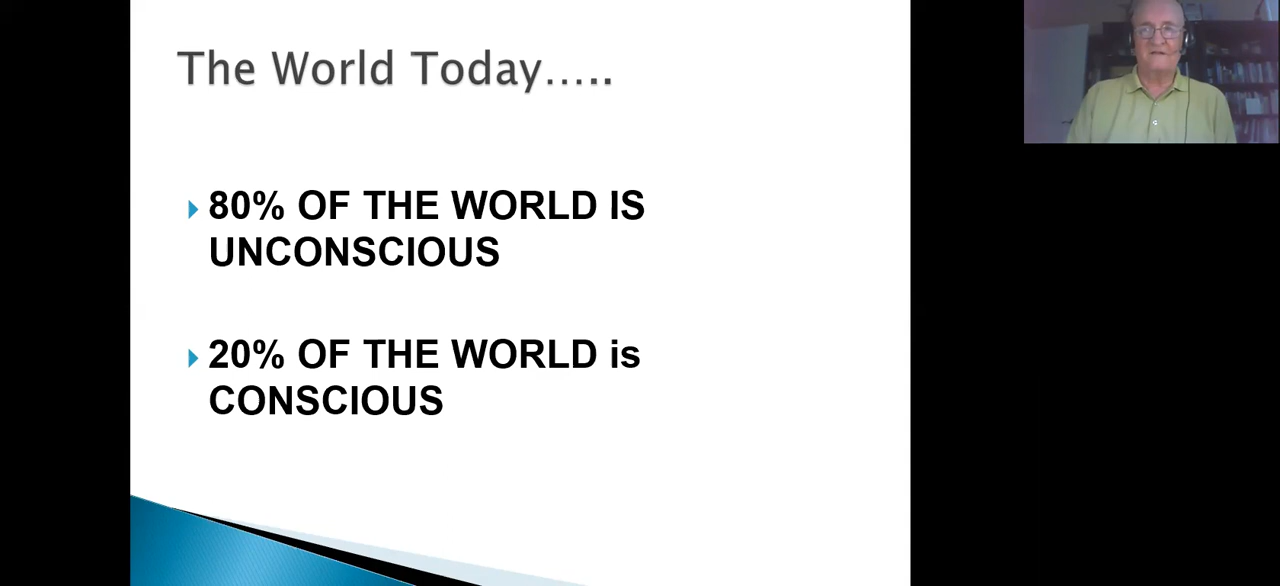 The World Today…..
80% OF THE WORLD IS
UNCONSCIOUS
20% OF THE WORLD is
CONSCIOUS